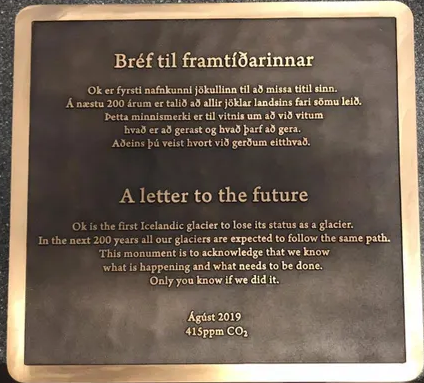 Bréf til framtíðarinnar
Ok er fyrsti nafnkunni jökullinn til að missa titil sinn.
Á næstu 200 árum er talið að allir jöklar landsins fari sömu leið.
Þetta minnismerki er til vitnis um að við vitum
hvað er að gerast og hvað þarf að gera.
Aðeins þú veist hvort við gerðum eitthvað.
A letter to the future
Ok is the first Icelandic glacier to lose its status as a glacier.
In the next 200 years all our glaciers are expected to follow the same path.
This monument is to acknowledge that we know
what is happening and what needs to be done.
Only you know if we did it.
Ágúst 2019
415ppm CO₂